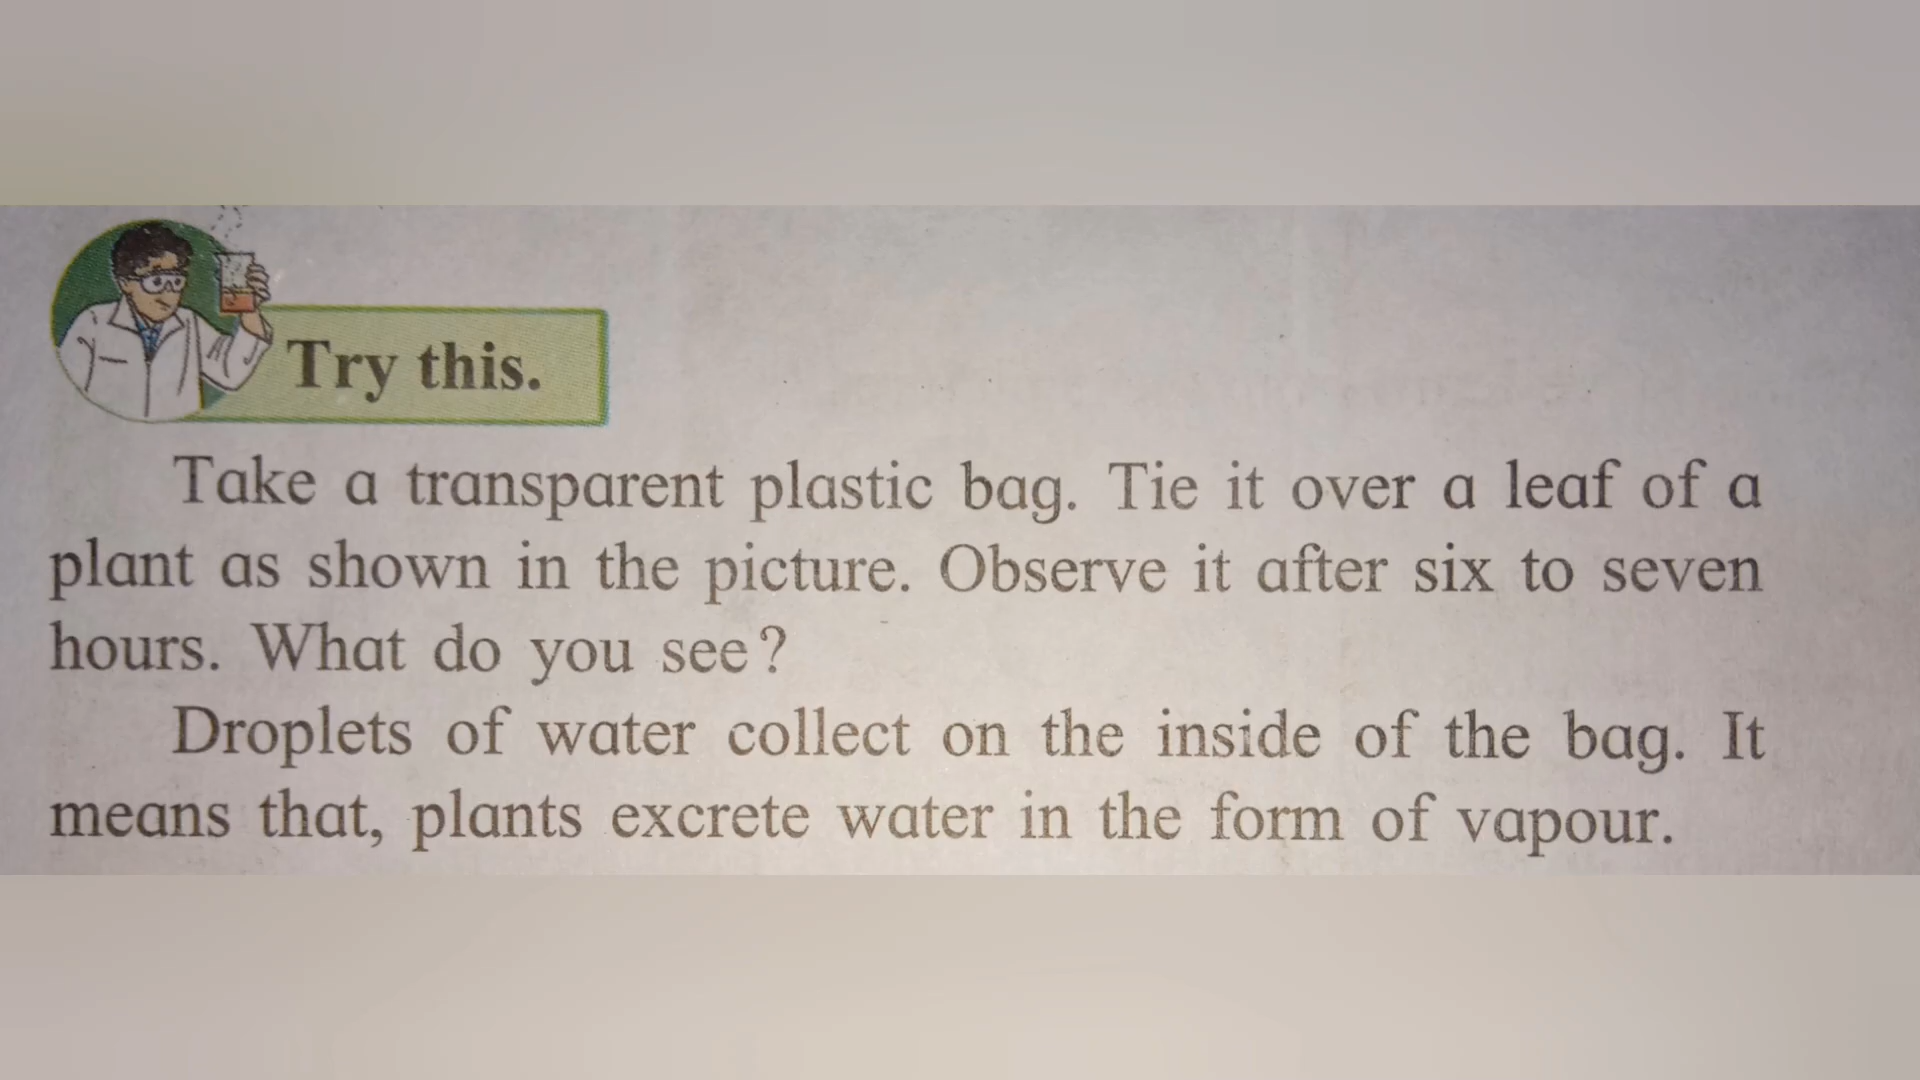 Try this.
Take a transparent plastic bag. Tie it over a leaf of a
plant as shown in the picture. Observe it after six to seven
hours. What do you see?
Droplets of water collect on the inside of the bag. It
means that, plants excrete water in the form of vapour.